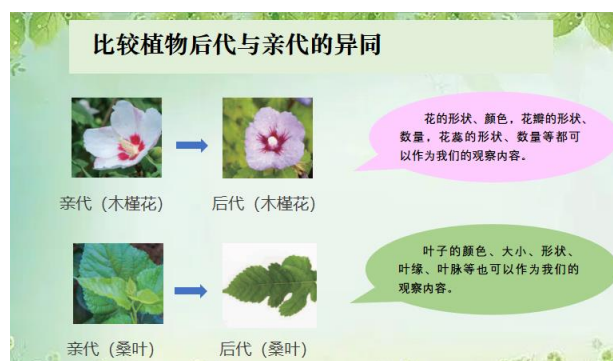 比较植物后代与亲代的异同
花的形状、颜色，花瓣的形状、
数量，花蕊的形状、数量等都可
以作为我们的观察内容。
亲代（木槿花）
后代（木槿花）
叶子的颜色、大小、形状、
叶缘、叶脉等也可以作为我们的
观察内容。
亲代（桑叶）
后代（桑叶）